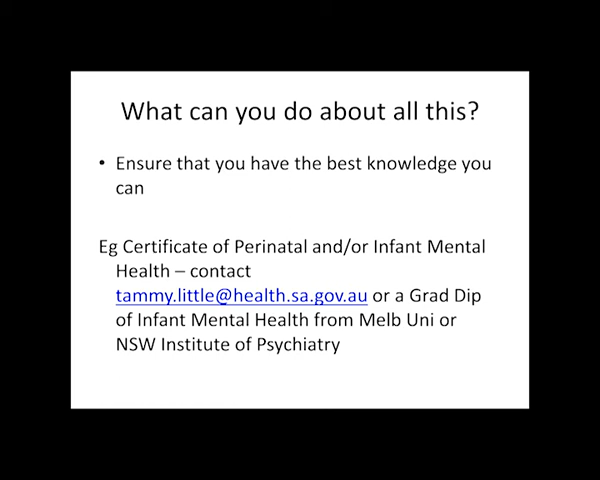 What can you do about all this?
• Ensure that you have the best knowledge you
can
Eg Certificate of Perinatal and/or Infant Mental
Health – contact
tammy.little@health.sa.gov.au or a Grad Dip
of Infant Mental Health from Melb Uni or
NSW Institute of Psychiatry